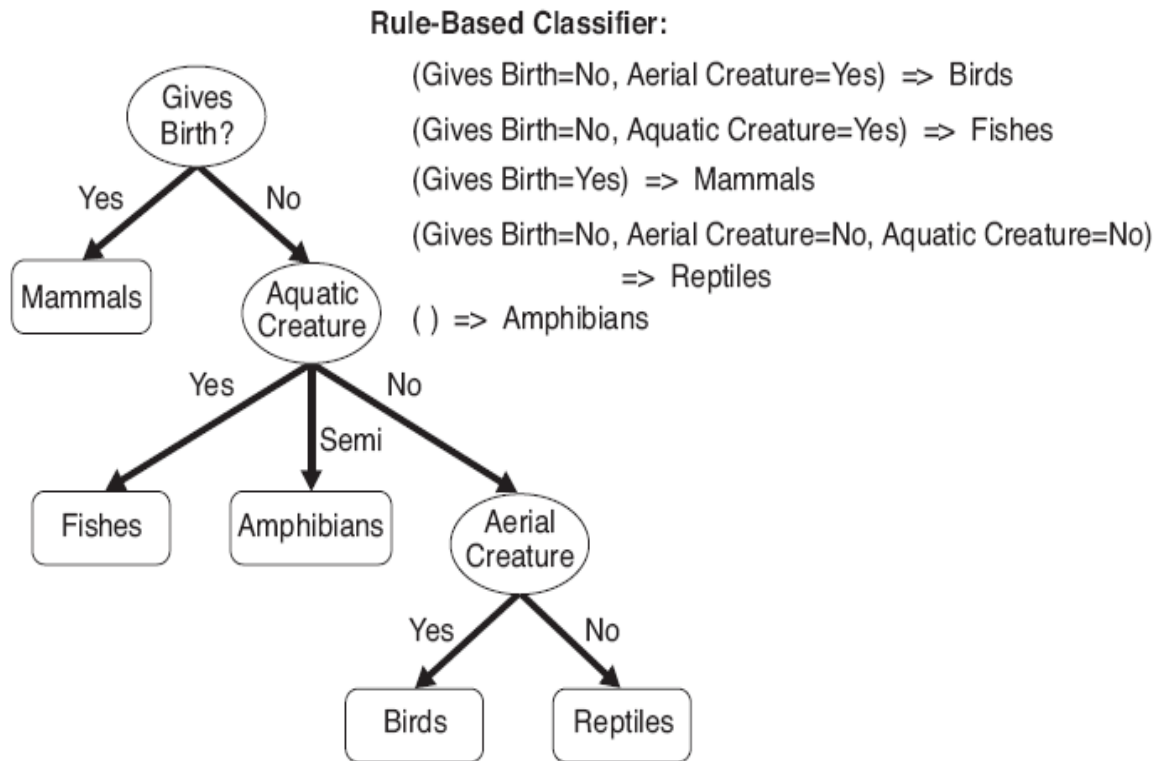 Rule-Based Classifier:
(Gives Birth=No, Aerial Creature=Yes) => Birds
(Gives Birth=No, Aquatic Creature=Yes) => Fishes
(Gives Birth=Yes) => Mammals
(Gives Birth=No, Aerial Creature=No, Aquatic Creature=No)
=> Reptiles
( ) => Amphibians
Gives
Birth?
Yes
No
Mammals
Aquatic
Creature
Yes
Semi
No
Fishes
Amphibians
Aerial
Creature
Yes
No
Birds
Reptiles